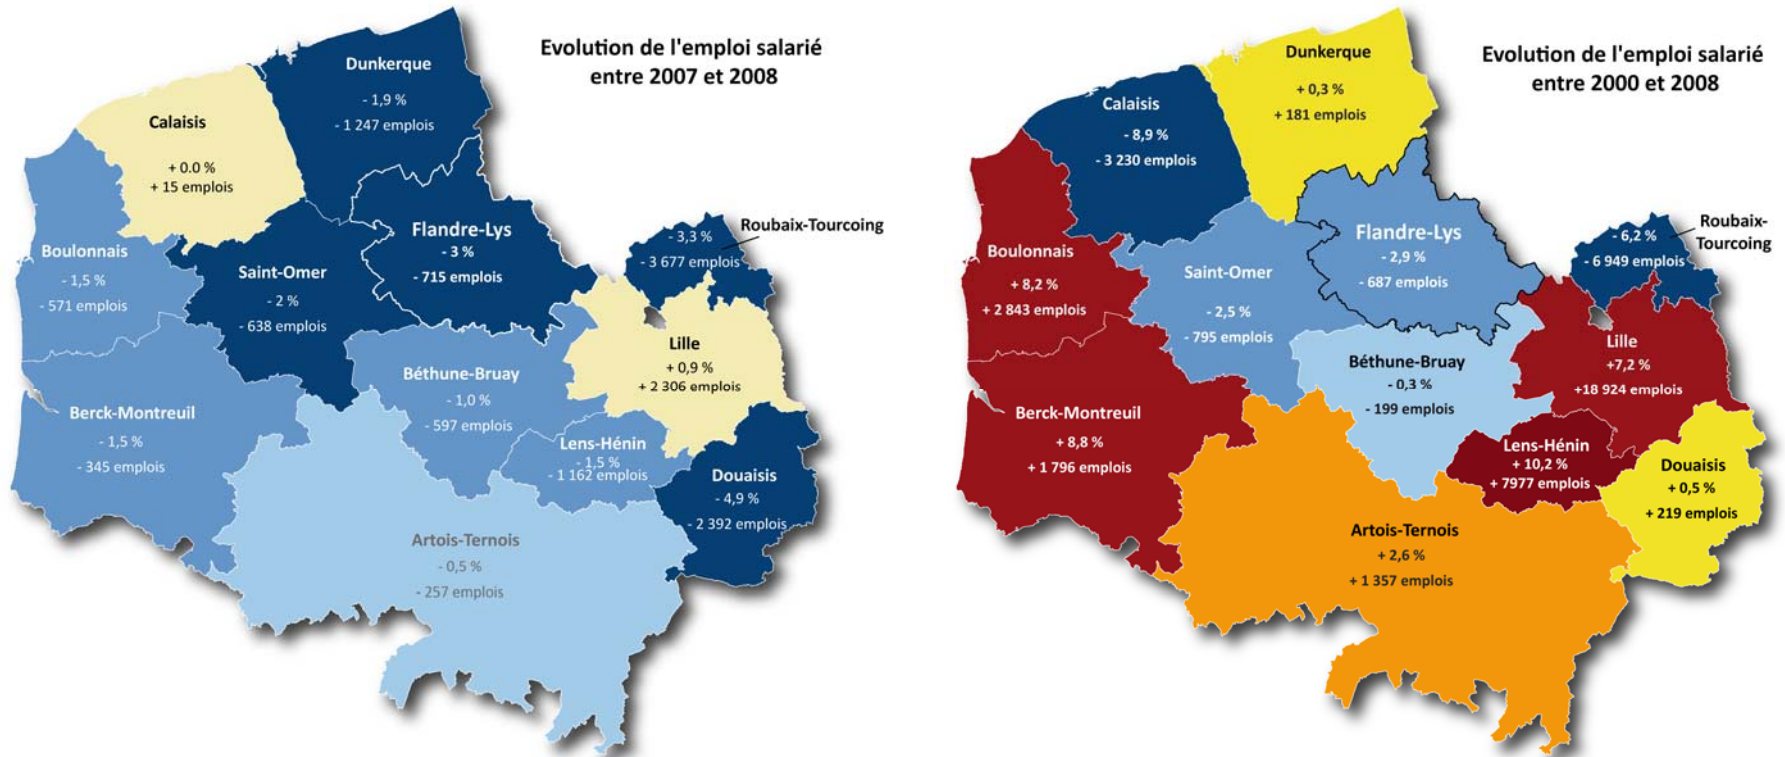 Evolution de l'emploi salarié
entre 2007 et 2008
Dunkerque
- 1,9 %
- 1 247 emplois
Calaisis
+ 0.0 %
+ 15 emplois
Flandre-Lys
- 3 %
- 715 emplois
Roubaix-Tourcoing
- 3,3 %
- 3 677 emplois
Boulonnais
- 1,5 %
- 571 emplois
Saint-Omer
- 2 %
- 638 emplois
Lille
+ 0,9 %
+ 2 306 emplois
Béthune-Bruay
- 1,0 %
- 597 emplois
Berck-Montreuil
- 1,5 %
- 345 emplois
Lens-Hénin
- 1,5 %
- 1 162 emplois
Douaisis
- 4,9 %
- 2 392 emplois
Artois-Ternois
- 0,5 %
- 257 emplois
Evolution de l'emploi salarié
entre 2000 et 2008
Dunkerque
+ 0,3 %
+ 181 emplois
Calaisis
- 8,9 %
- 3 230 emplois
Flandre-Lys
- 2,9 %
- 687 emplois
Roubaix-
Tourcoing
- 6,2 %
- 6 949 emplois
Boulonnais
+ 8,2 %
+ 2 843 emplois
Saint-Omer
- 2,5 %
- 795 emplois
Lille
+7,2 %
+18 924 emplois
Béthune-Bruay
- 0,3 %
- 199 emplois
Berck-Montreuil
+ 8,8 %
+ 1 796 emplois
Lens-Hénin
+ 10,2 %
+ 7977 emplois
Douaisis
+ 0,5 %
+ 219 emplois
Artois-Ternois
+ 2,6 %
+ 1 357 emplois